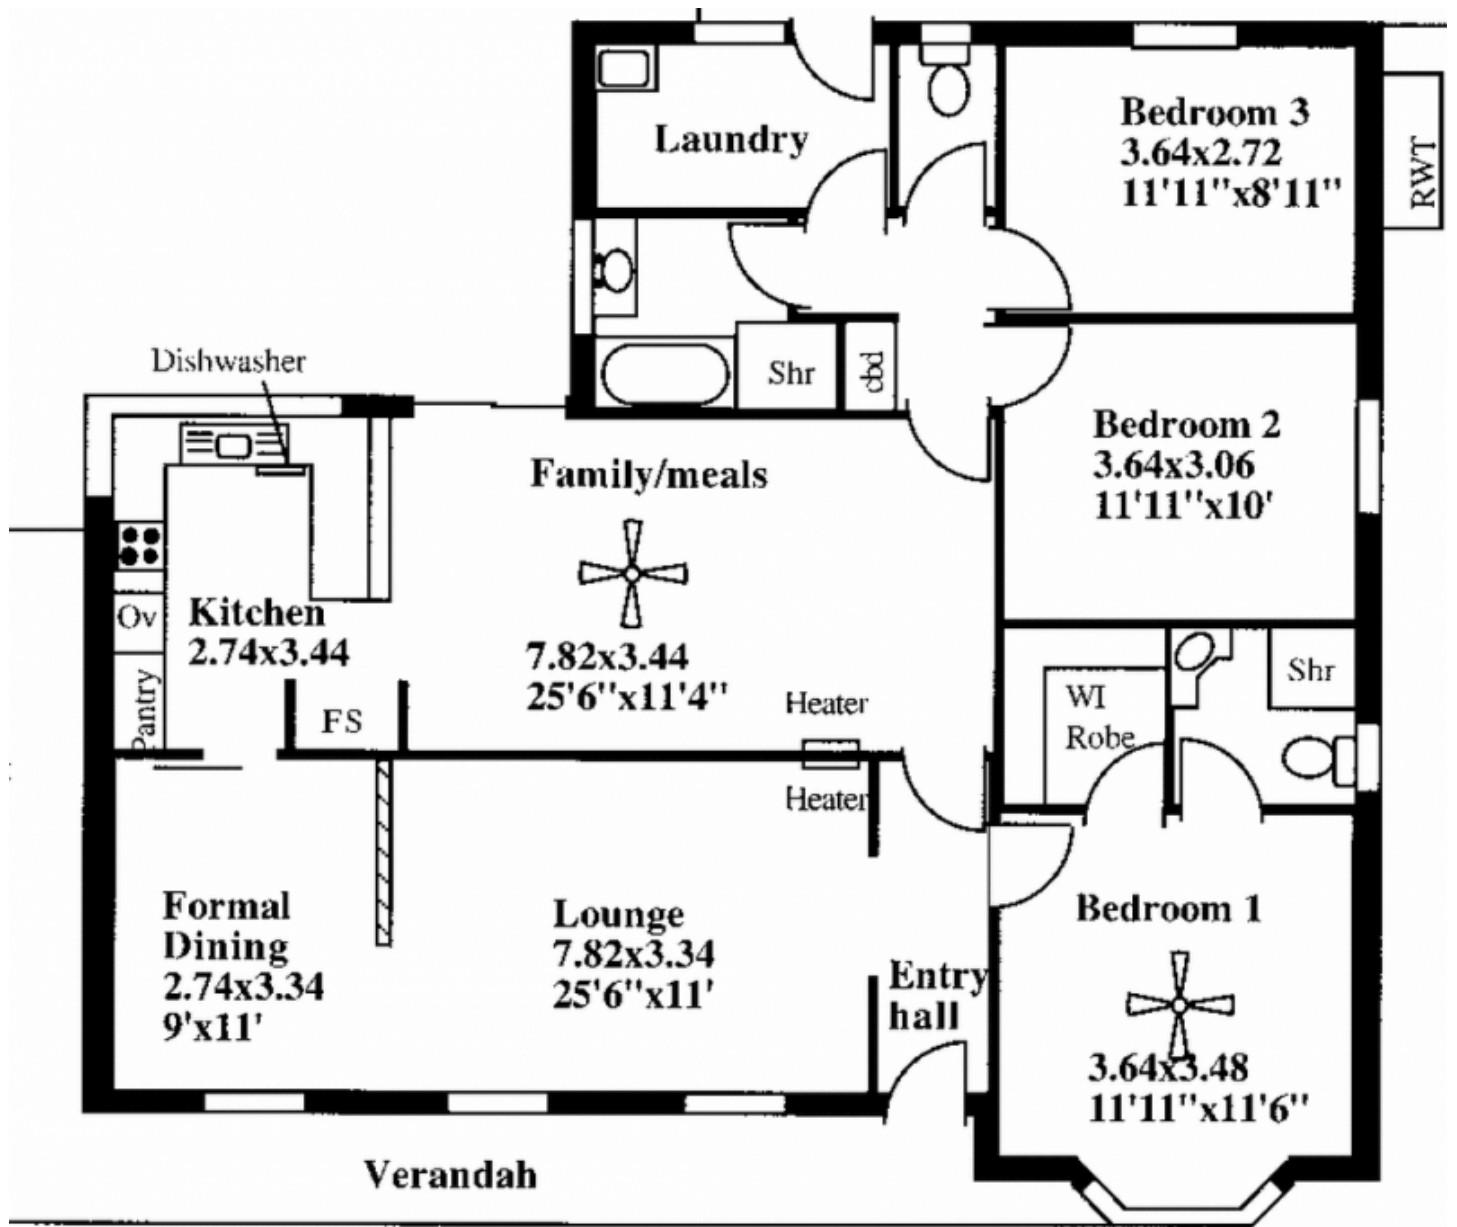 Laundry
Bedroom 3
3.64x2.72
11'11"x8'11"
RWT
Shr
cbd
Dishwasher
Family/meals
7.82x3.44
25'6"x11'4"
Bedroom 2
3.64x3.06
11'11"x10'
Ov
Kitchen
2.74x3.44
Pantry
FS
Heater
Heater
WI
Robe
Shr
Formal
Dining
2.74x3.34
9'x11'
Lounge
7.82x3.34
25'6"x11'
Entry
hall
Bedroom 1
3.64x3.48
11'11"x11'6"
Verandah